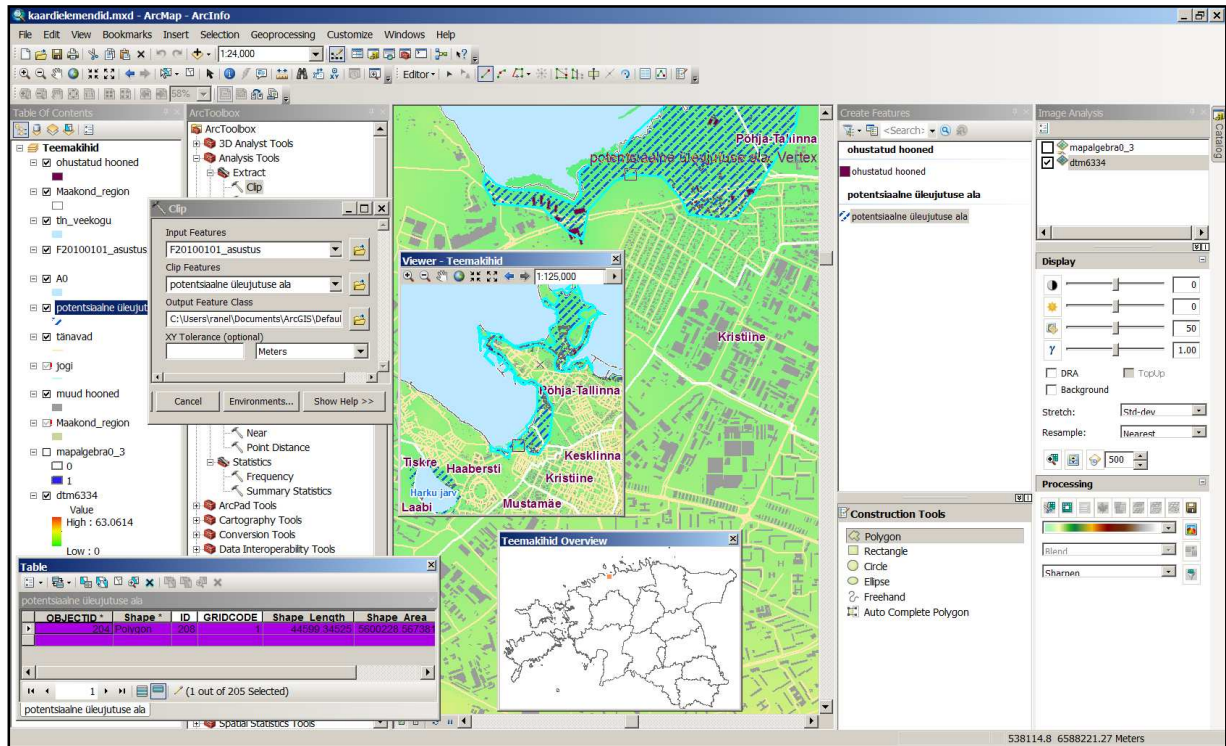 kaardielemendid.mxd - ArcMap - ArcInfo
File Edit View Bookmarks Insert Selection Geoprocessing Customize Windows Help
1:24,000
Editor
58%
Table Of Contents
Teemakihid
ohustatud hooned
Maakond_region
tln_veekogu
F20100101_asustus
A0
potentsiaalne üleujut
tänavad
jogi
muud hooned
Maakond_region
mapalgebra0_3
0
1
dtm6334
Value
High : 63.0614
Low : 0
ArcToolbox
ArcToolbox
3D Analyst Tools
Analysis Tools
Extract
Clip
Near
Point Distance
Statistics
Frequency
Summary Statistics
ArcPad Tools
Cartography Tools
Conversion Tools
Data Interoperability Tools
Spatial Statistics Tools
Clip
Input Features
F20100101_asustus
Clip Features
potentsiaalne üleujutuse ala
Output Feature Class
C:\Users\ranel\Documents\ArcGIS\Defaul
XY Tolerance (optional)
Meters
Cancel Environments... Show Help >>
Põhja-Tallinna
potentsiaalne üleujutuse ala: Vertex
Kristiine
Viewer - Teemakihid
1:125,000
Põhja-Tallinna
Kesklinna
Tiskre Haabersti
Kristiine
Harku järv
Laabi Mustamäe
Teemakihid Overview
Table
potentsiaalne üleujutuse ala
OBJECTID * Shape * ID GRIDCODE Shape_Length Shape_Area
204 Polygon 208 1 44599.34525 5600228.567381
1 (1 out of 205 Selected)
potentsiaalne üleujutuse ala
Create Features
<Search>
ohustatud hooned
ohustatud hooned
potentsiaalne üleujutuse ala
potentsiaalne üleujutuse ala
Construction Tools
Polygon
Rectangle
Circle
Ellipse
Freehand
Auto Complete Polygon
Image Analysis
mapalgebra0_3
dtm6334
Display
0
0
50
γ 1.00
DRA TopUp
Background
Stretch: Std-dev
Resample: Nearest
500
Processing
Blend
Sharpen
Catalog
538114.8 6588221.27 Meters